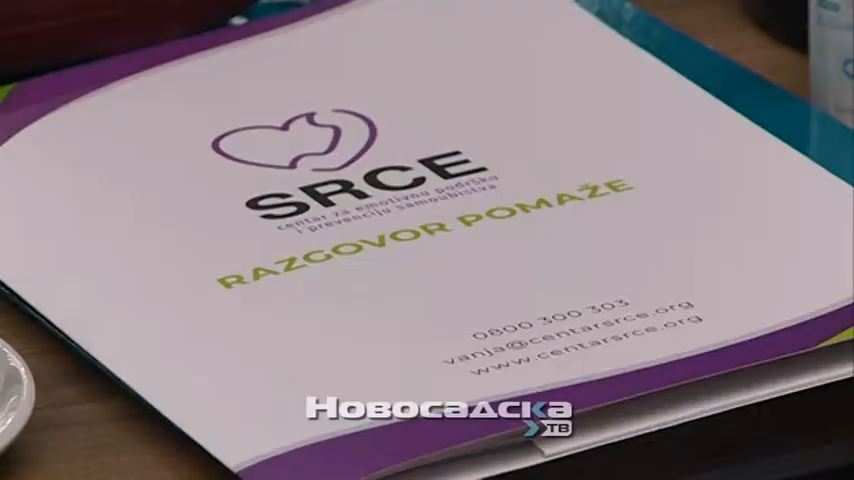 SRCE
centar za emotivnu podršku
i prevenciju samoubistva
RAZGOVOR POMAŽE
0800 300 303
vanja@centarsrce.org
www.centarsrce.org
НОВОСАДСКА
ТВ